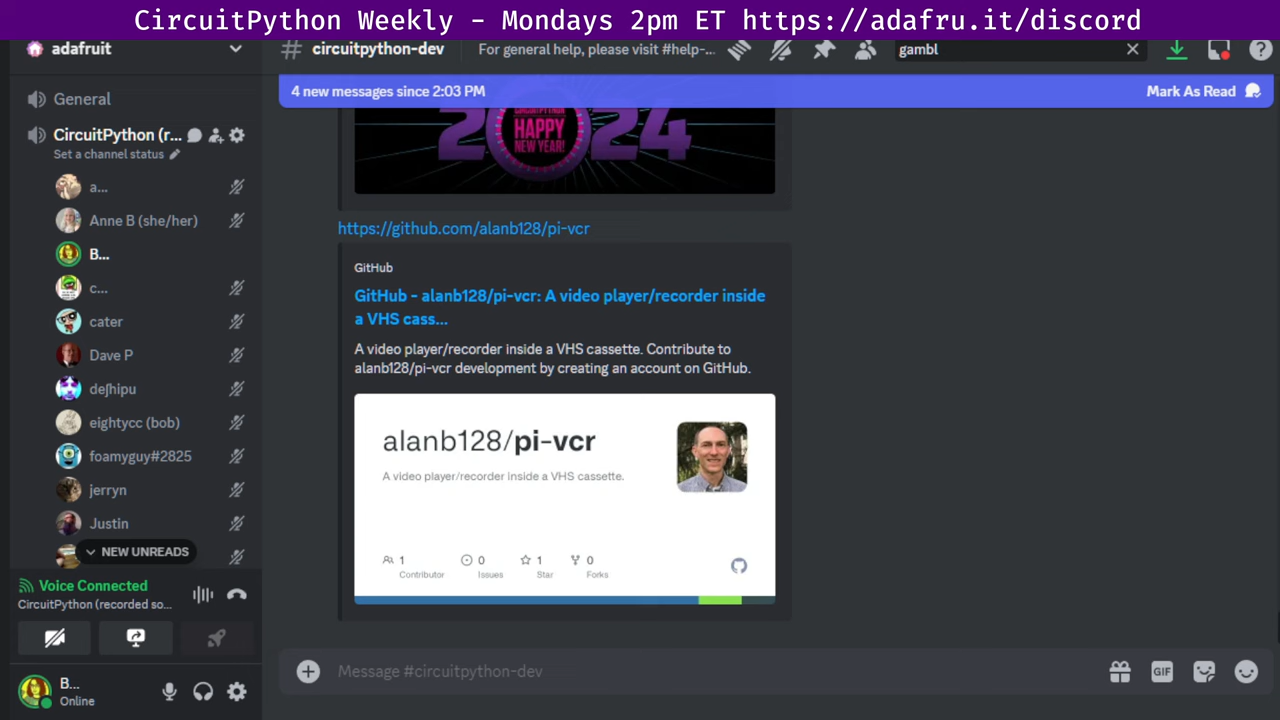 CircuitPython Weekly - Mondays 2pm ET https://adafru.it/discord
adafruit
# circuitpython-dev
For general help, please visit #help-...
gambl
4 new messages since 2:03 PM
Mark As Read
General
CircuitPython (r...
Set a channel status
a...
Anne B (she/her)
B...
c...
cater
Dave P
deʃhipu
eightycc (bob)
foamyguy#2825
jerryn
Justin
NEW UNREADS
Voice Connected
CircuitPython (recorded so...
B...
Online
2024
CIRCUITPYTHON
HAPPY
NEW YEAR!
https://github.com/alanb128/pi-vcr
GitHub
GitHub - alanb128/pi-vcr: A video player/recorder inside
a VHS cass...
A video player/recorder inside a VHS cassette. Contribute to
alanb128/pi-vcr development by creating an account on GitHub.
alanb128/pi-vcr
A video player/recorder inside a VHS cassette.
1
Contributor
0
Issues
1
Star
0
Forks
Message #circuitpython-dev
GIF